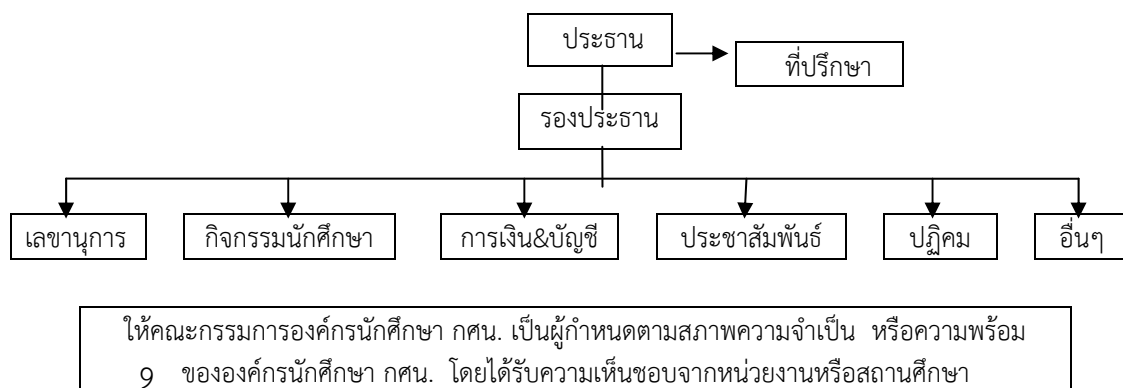 ประธาน
ที่ปรึกษา
รองประธาน
เลขานุการ
กิจกรรมนักศึกษา
การเงิน&บัญชี
ประชาสัมพันธ์
ปฏิคม
อื่นๆ
ให้คณะกรรมการองค์กรนักศึกษา กศน. เป็นผู้กำหนดตามสภาพความจำเป็น หรือความพร้อม
9 ขององค์กรนักศึกษา กศน. โดยได้รับความเห็นชอบจากหน่วยงานหรือสถานศึกษา